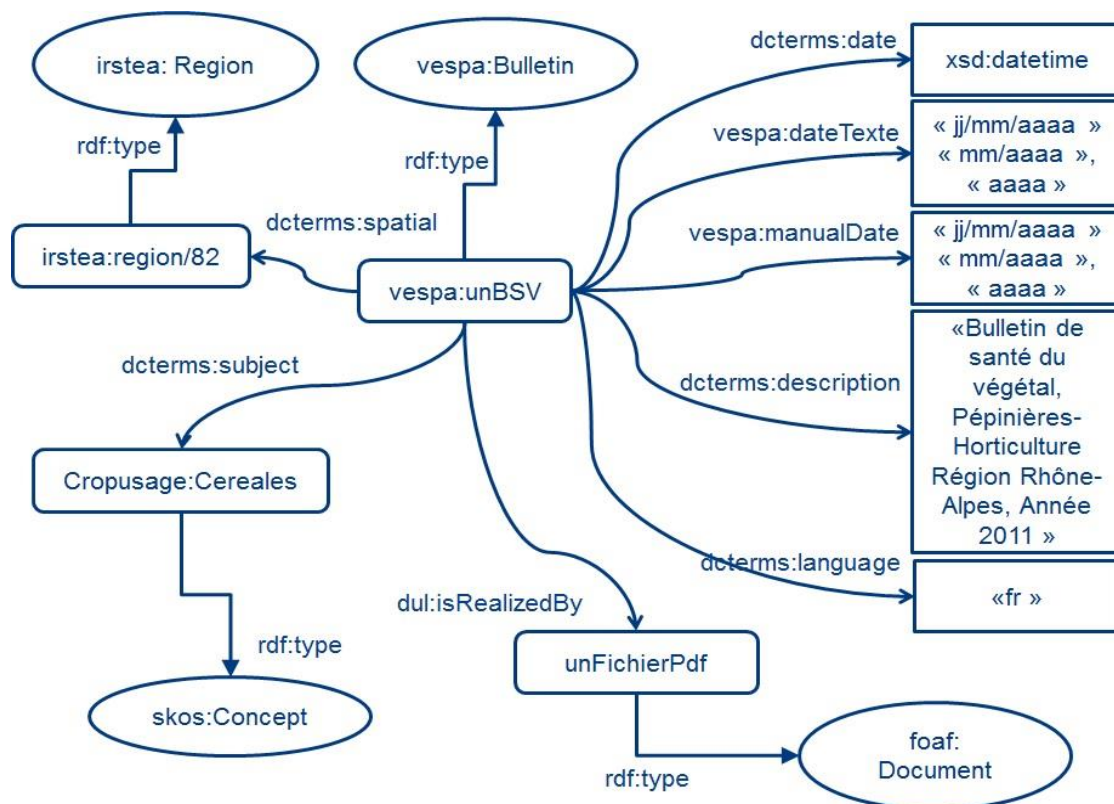 dcterms:date
xsd:datetime
irstea: Region
vespa:Bulletin
« jj/mm/aaaa »
« mm/aaaa »,
« aaaa »
vespa:dateTexte
rdf:type
rdf:type
dcterms:spatial
vespa:manualDate
« jj/mm/aaaa »
« mm/aaaa »,
« aaaa »
irstea:region/82
vespa:unBSV
dcterms:subject
dcterms:description
«Bulletin de
santé du
végétal,
Pépinières-
Horticulture
Région Rhône-
Alpes, Année
2011 »
Cropusage:Cereales
dcterms:language
«fr »
dul:isRealizedBy
rdf:type
unFichierPdf
skos:Concept
foaf:
Document
rdf:type